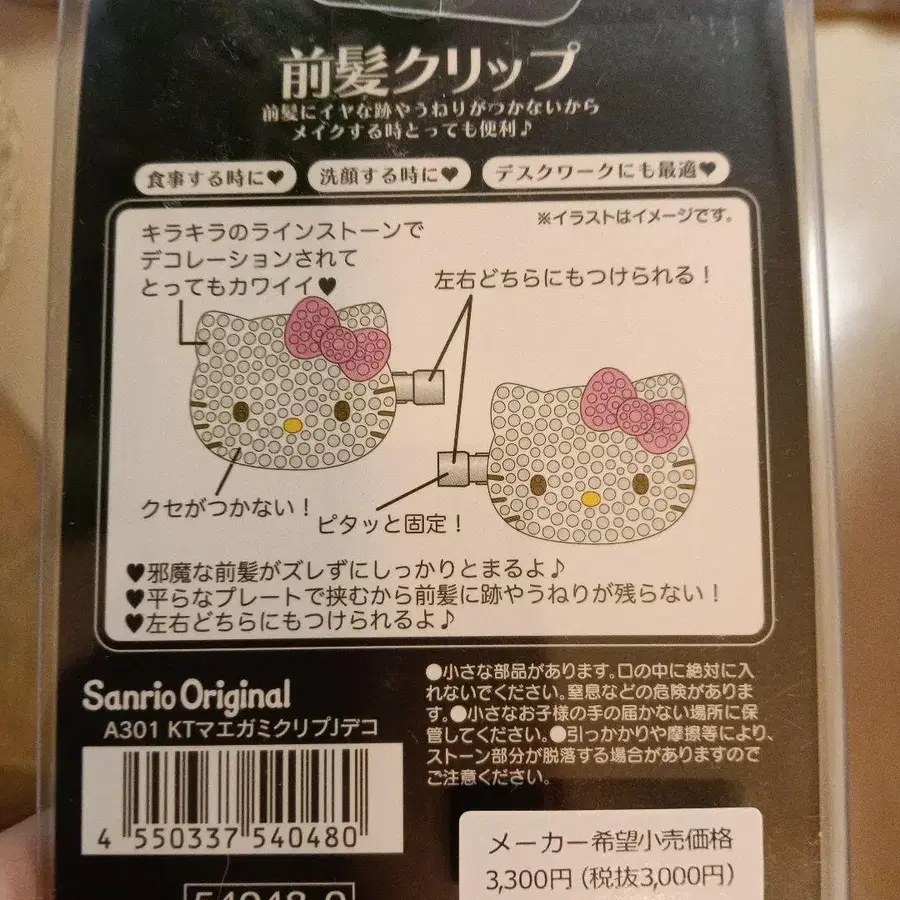 前髪クリップ
前髪にイヤな跡やうねりがつかないから
メイクする時とっても便利♪
食事する時に♥
洗顔する時に♥
デスクワークにも最適♥
※イラストはイメージです。
キラキラのラインストーンで
デコレーションされて
とってもカワイイ♥
左右どちらにもつけられる！
クセがつかない！
ピタッと固定！
♥邪魔な前髪がズレずにしっかりとまるよ♪
♥平らなプレートで挟むから前髪に跡やうねりが残らない！
♥左右どちらにもつけられるよ♪
●小さな部品があります。口の中に絶対に入
れないでください。窒息などの危険がありま
す。●小さなお子様の手の届かない場所に保
管してください。●引っかかりや摩擦等により、
ストーン部分が脱落する場合がありますので
ご注意ください。
Sanrio Original
A301 KTマエガミクリップJデコ
4 550337 540480
54048-0
メーカー希望小売価格
3,300円(税抜3,000円)